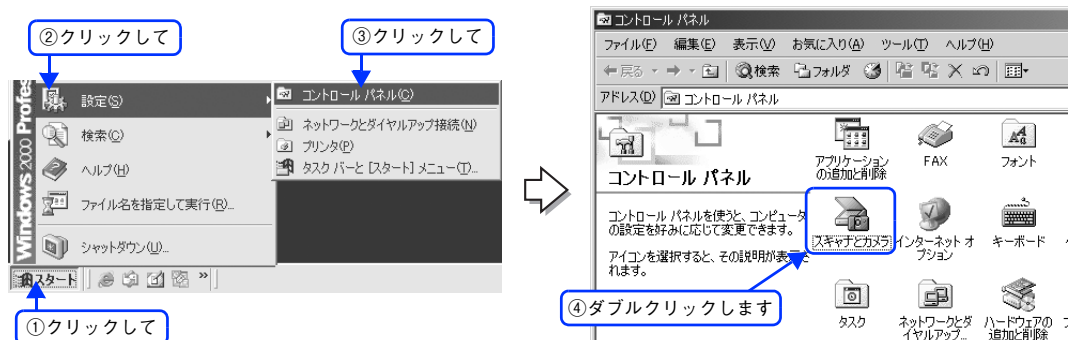 ②クリックして
③クリックして
Windows 2000 Profes
設定(S)
検索(C)
ヘルプ(H)
ファイル名を指定して実行(R)...
シャットダウン(U)...
コントロール パネル(C)
ネットワークとダイヤルアップ接続(N)
プリンタ(P)
タスク バーと [スタート] メニュー(T)...
スタート
»
①クリックして
コントロール パネル
ファイル(F) 編集(E) 表示(V) お気に入り(A) ツール(T) ヘルプ(H)
戻る 検索 フォルダ
アドレス(D) コントロール パネル
コントロール パネル
コントロール パネルを使うと、コンピュータ
の設定を好みに応じて変更できます。
アイコンを選択すると、その説明が表示さ
れます。
アプリケーション
の追加と削除
FAX
フォント
スキャナとカメラ
インターネット オ
プション
キーボード
④ダブルクリックします
タスク
ネットワークとダ
イヤルアップ...
ハードウェアの
追加と削除